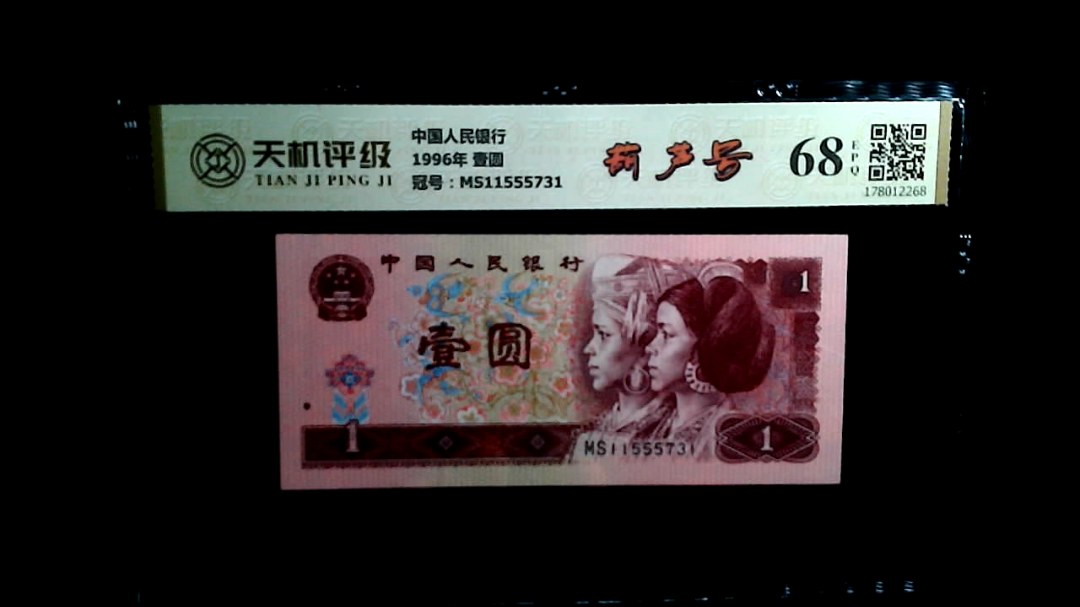 天机评级
TIAN JI PING JI
中国人民银行
1996年 壹圆
冠号：MS11555731
葫芦号
68
EPQ
178012268
中国人民银行
1
壹圆
1
MS11555731
1